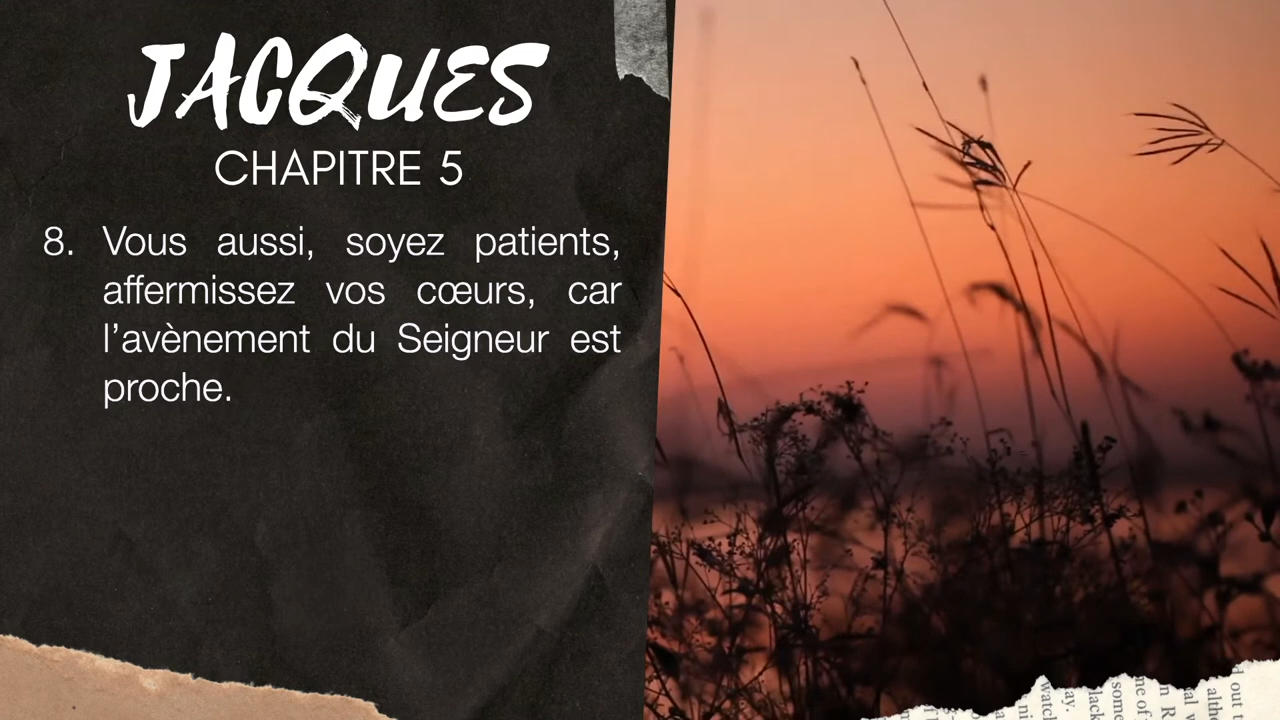 JACQUES
CHAPITRE 5
8. Vous aussi, soyez patients,
affermissez vos cœurs, car
l’avènement du Seigneur est
proche.